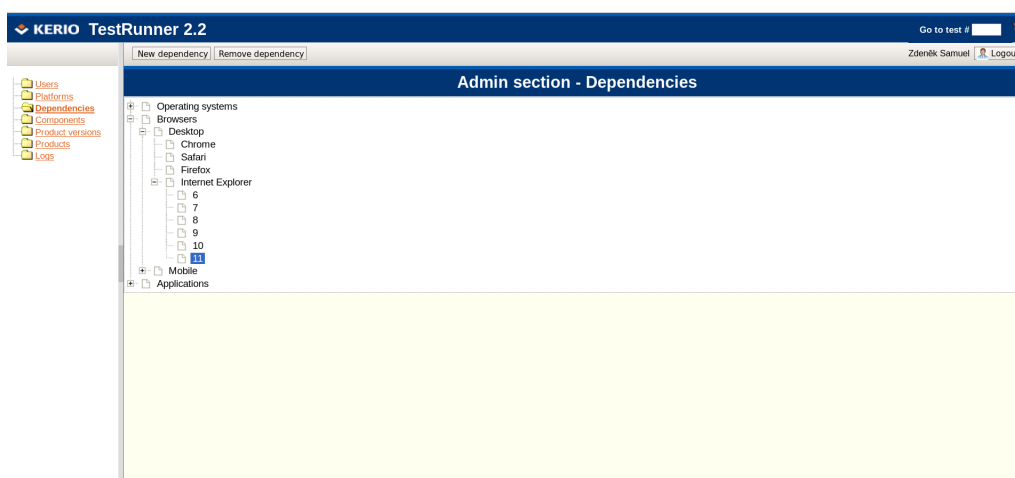 KERIO TestRunner 2.2
Go to test #
New dependency Remove dependency
Zdeněk Samuel Logou
Users
Platforms
Dependencies
Components
Product versions
Products
Logs
Admin section - Dependencies
Operating systems
Browsers
Desktop
Chrome
Safari
Firefox
Internet Explorer
6
7
8
9
10
11
Mobile
Applications